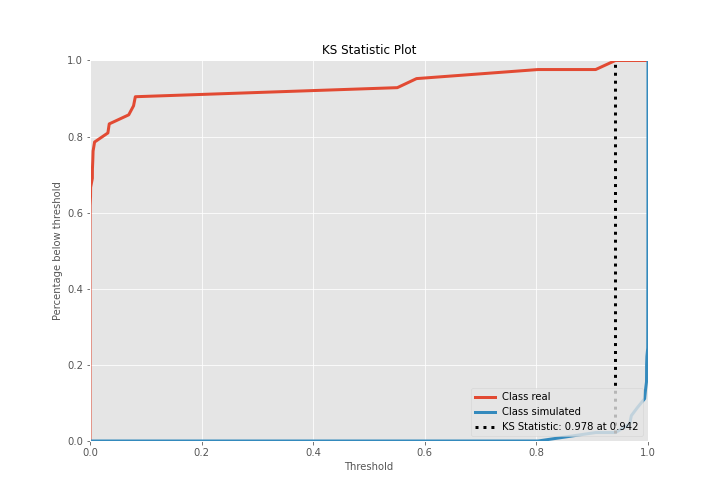 KS Statistic Plot
1.0
0.8
0.6
0.4
0.2
0.0
Percentage below threshold
0.0 0.2 0.4 0.6 0.8 1.0
Threshold
Class real
Class simulated
KS Statistic: 0.978 at 0.942